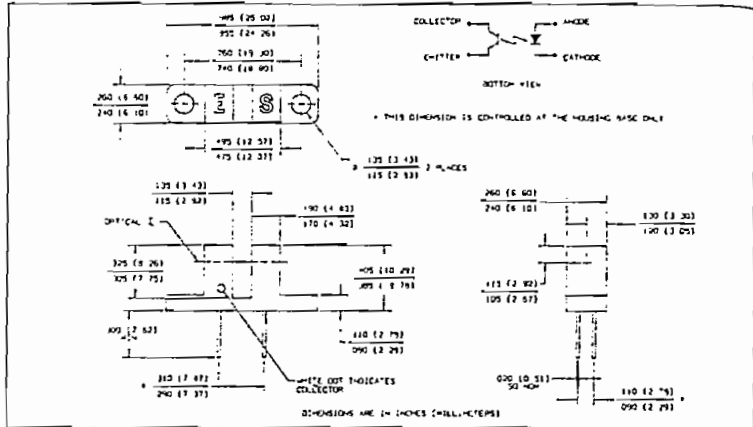 COLLECTOR
ANODE
EMITTER
CATHODE
BOTTOM VIEW
.955 (24.26)
.760 (19.30)
.740 (18.80)
.260 (6.60)
.240 (6.10)
* THIS DIMENSION IS CONTROLLED AT THE HOUSING BASE ONLY
.495 (12.57)
.475 (12.37)
.135 (3.43)
.115 (2.92)
2 PLACES
.135 (3.43)
.115 (2.92)
.190 (4.83)
.170 (4.32)
OPTICAL
.260 (6.60)
.240 (6.10)
.130 (3.30)
.120 (3.05)
.325 (8.26)
.305 (7.75)
.405 (10.29)
.385 (9.78)
.115 (2.92)
.105 (2.67)
.300 (7.62)
.110 (2.79)
.090 (2.29)
* .310 (7.87)
.290 (7.37)
WHITE DOT INDICATES
COLLECTOR
.020 (0.51)
SQ NOM
.110 (2.79) *
.090 (2.29)
DIMENSIONS ARE IN INCHES (MILLIMETERS)